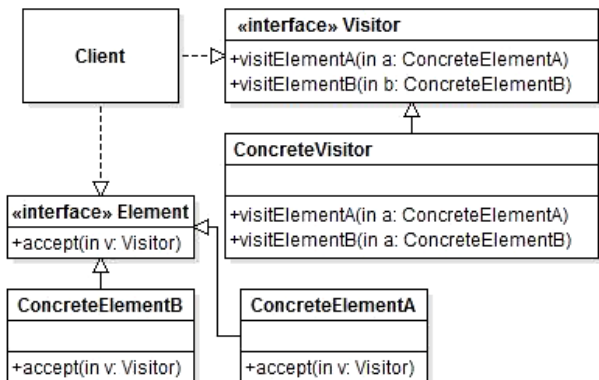 Client
«interface» Visitor
+visitElementA(in a: ConcreteElementA)
+visitElementB(in b: ConcreteElementB)
ConcreteVisitor
+visitElementA(in a: ConcreteElementA)
+visitElementB(in a: ConcreteElementB)
«interface» Element
+accept(in v: Visitor)
ConcreteElementB
+accept(in v: Visitor)
ConcreteElementA
+accept(in v: Visitor)